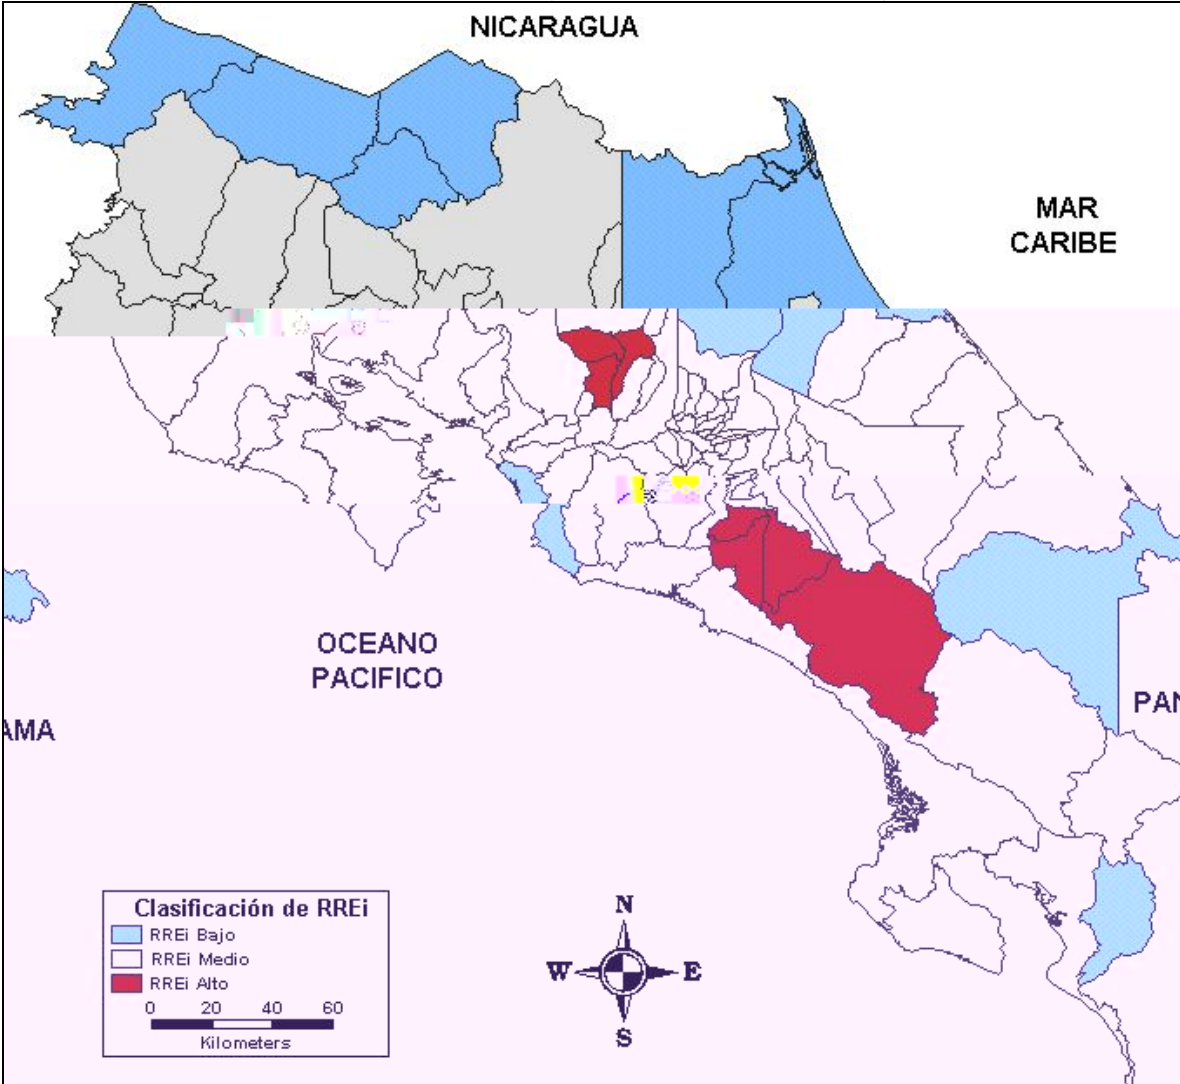 NICARAGUA
MAR
CARIBE
OCEANO
PACIFICO
PAN
AMA
Clasificación de RREi
RREi Bajo
RREi Medio
RREi Alto
0 20 40 60
Kilometers
N
W E
S